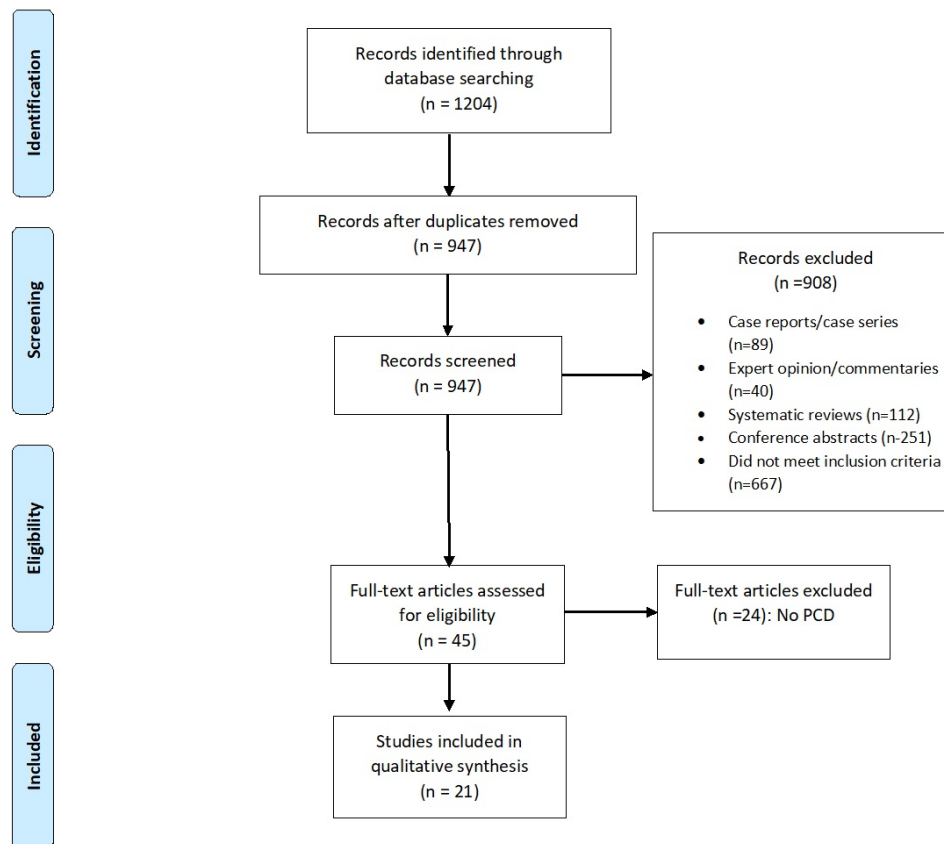 Identification
Records identified through
database searching
(n = 1204)
Records after duplicates removed
(n = 947)
Screening
Records screened
(n = 947)
Records excluded
(n =908)
• Case reports/case series
(n=89)
• Expert opinion/commentaries
(n=40)
• Systematic reviews (n=112)
• Conference abstracts (n-251)
• Did not meet inclusion criteria
(n=667)
Eligibility
Full-text articles assessed
for eligibility
(n = 45)
Full-text articles excluded
(n =24): No PCD
Included
Studies included in
qualitative synthesis
(n = 21)